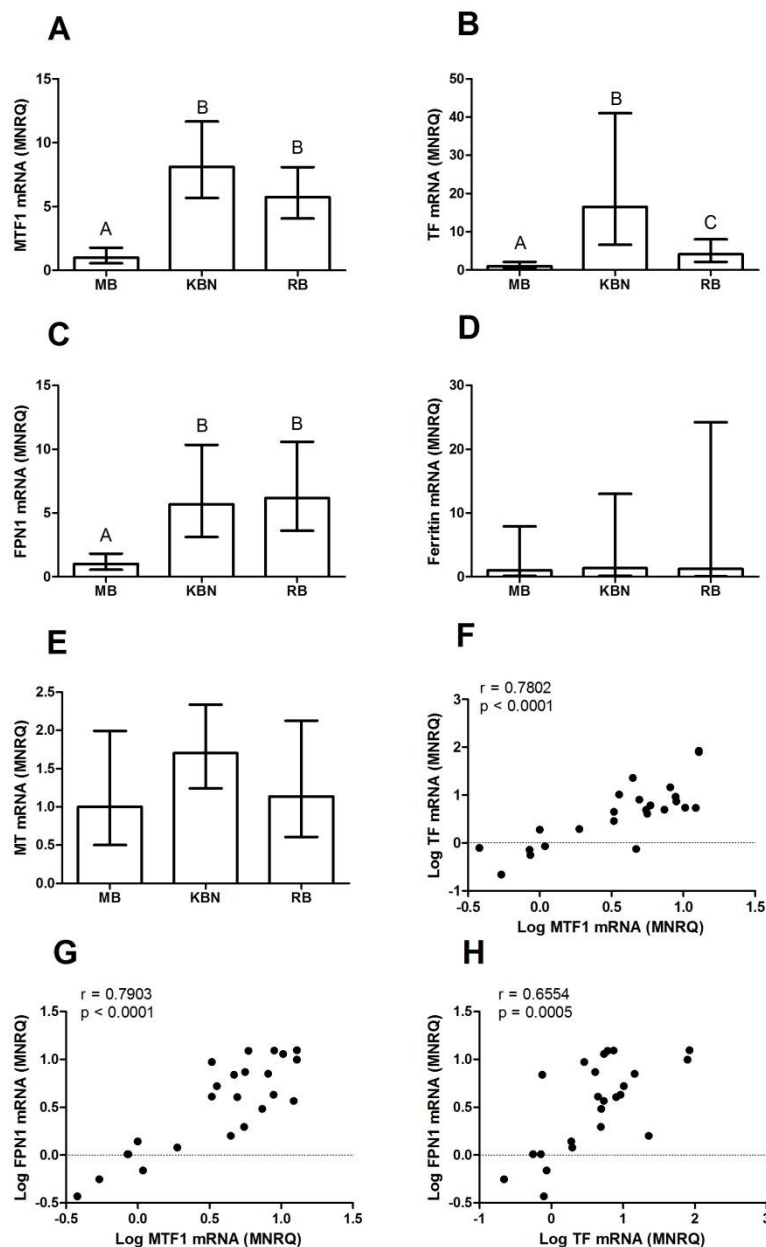 A
MTF1 mRNA (MNRQ)
15
10
5
0
A
B
B
MB
KBN
RB
B
TF mRNA (MNRQ)
50
40
30
20
10
0
A
B
C
MB
KBN
RB
C
FPN1 mRNA (MNRQ)
15
10
5
0
A
B
B
MB
KBN
RB
D
Ferritin mRNA (MNRQ)
30
20
10
0
MB
KBN
RB
E
MT mRNA (MNRQ)
2.5
2.0
1.5
1.0
0.5
0.0
MB
KBN
RB
F
r = 0.7802
p < 0.0001
Log TF mRNA (MNRQ)
3
2
1
0
-1
-0.5
0.0
0.5
1.0
1.5
Log MTF1 mRNA (MNRQ)
G
r = 0.7903
p < 0.0001
Log FPN1 mRNA (MNRQ)
1.5
1.0
0.5
0.0
-0.5
-0.5
0.0
0.5
1.0
1.5
Log MTF1 mRNA (MNRQ)
H
r = 0.6554
p = 0.0005
Log FPN1 mRNA (MNRQ)
1.5
1.0
0.5
0.0
-0.5
-1
0
1
2
3
Log TF mRNA (MNRQ)